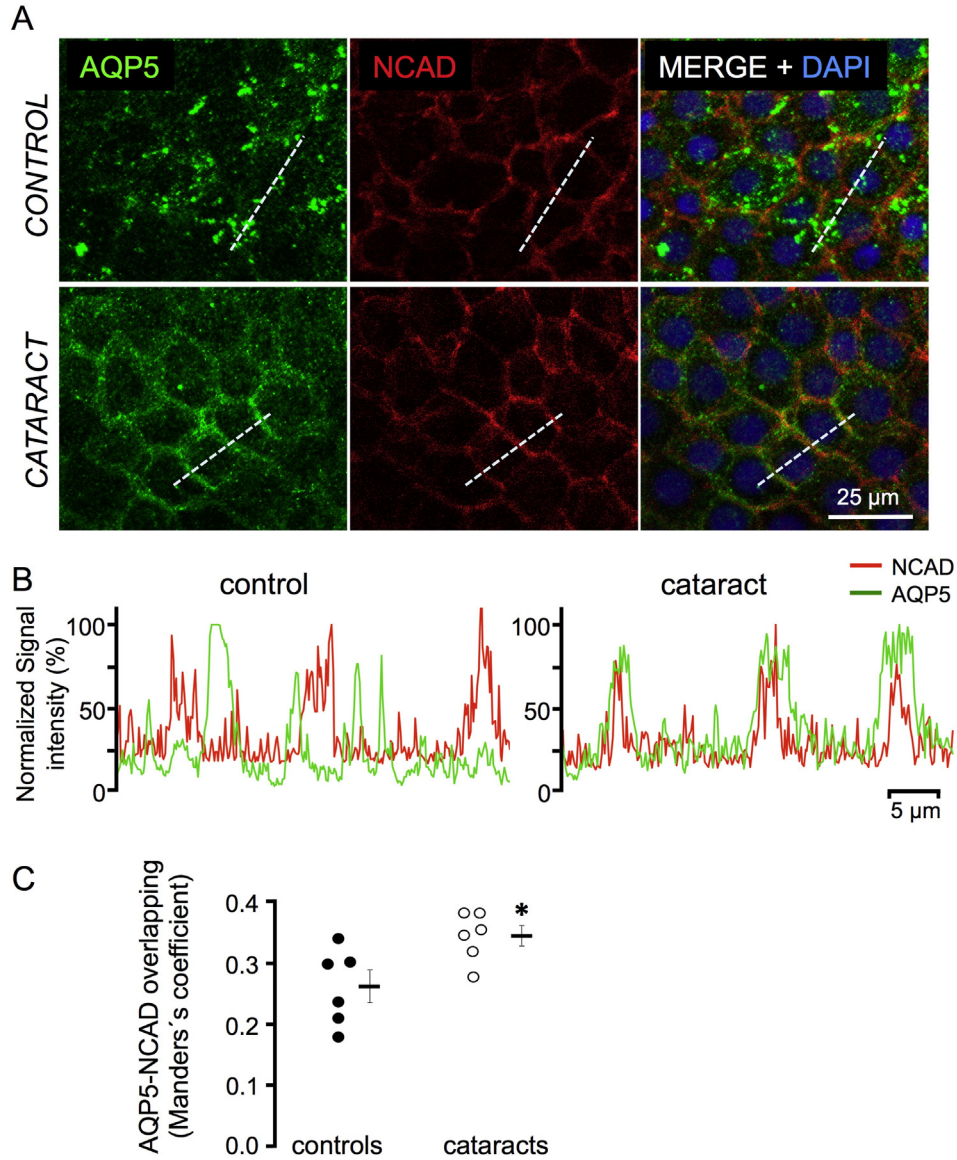 A
AQP5
NCAD
MERGE + DAPI
CONTROL
CATARACT
25 µm
B
control
cataract
NCAD
AQP5
Normalized Signal
intensity (%)
100
50
0
100
50
0
5 µm
C
AQP5-NCAD overlapping
(Manders´s coefficient)
0.4
0.3
0.2
0.1
0.0
*
controls
cataracts